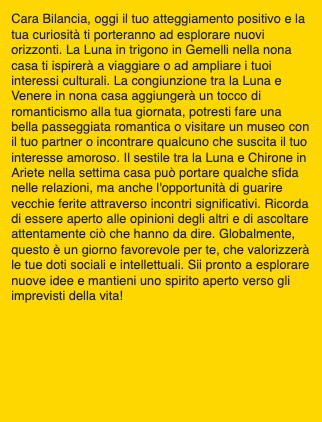 Cara Bilancia, oggi il tuo atteggiamento positivo e la
tua curiosità ti porteranno ad esplorare nuovi
orizzonti. La Luna in trigono in Gemelli nella nona
casa ti ispirerà a viaggiare o ad ampliare i tuoi
interessi culturali. La congiunzione tra la Luna e
Venere in nona casa aggiungerà un tocco di
romanticismo alla tua giornata, potresti fare una
bella passeggiata romantica o visitare un museo con
il tuo partner o incontrare qualcuno che suscita il tuo
interesse amoroso. Il sestile tra la Luna e Chirone in
Ariete nella settima casa può portare qualche sfida
nelle relazioni, ma anche l'opportunità di guarire
vecchie ferite attraverso incontri significativi. Ricorda
di essere aperto alle opinioni degli altri e di ascoltare
attentamente ciò che hanno da dire. Globalmente,
questo è un giorno favorevole per te, che valorizzerà
le tue doti sociali e intellettuali. Sii pronto a esplorare
nuove idee e mantieni uno spirito aperto verso gli
imprevisti della vita!